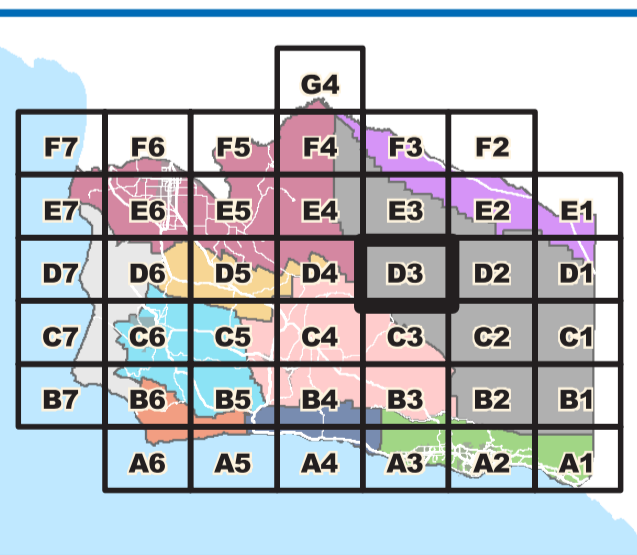 G4
F7 F6 F5 F4 F3 F2
E7 E6 E5 E4 E3 E2 E1
D7 D6 D5 D4 D3 D2 D1
C7 C6 C5 C4 C3 C2 C1
B7 B6 B5 B4 B3 B2 B1
A6 A5 A4 A3 A2 A1